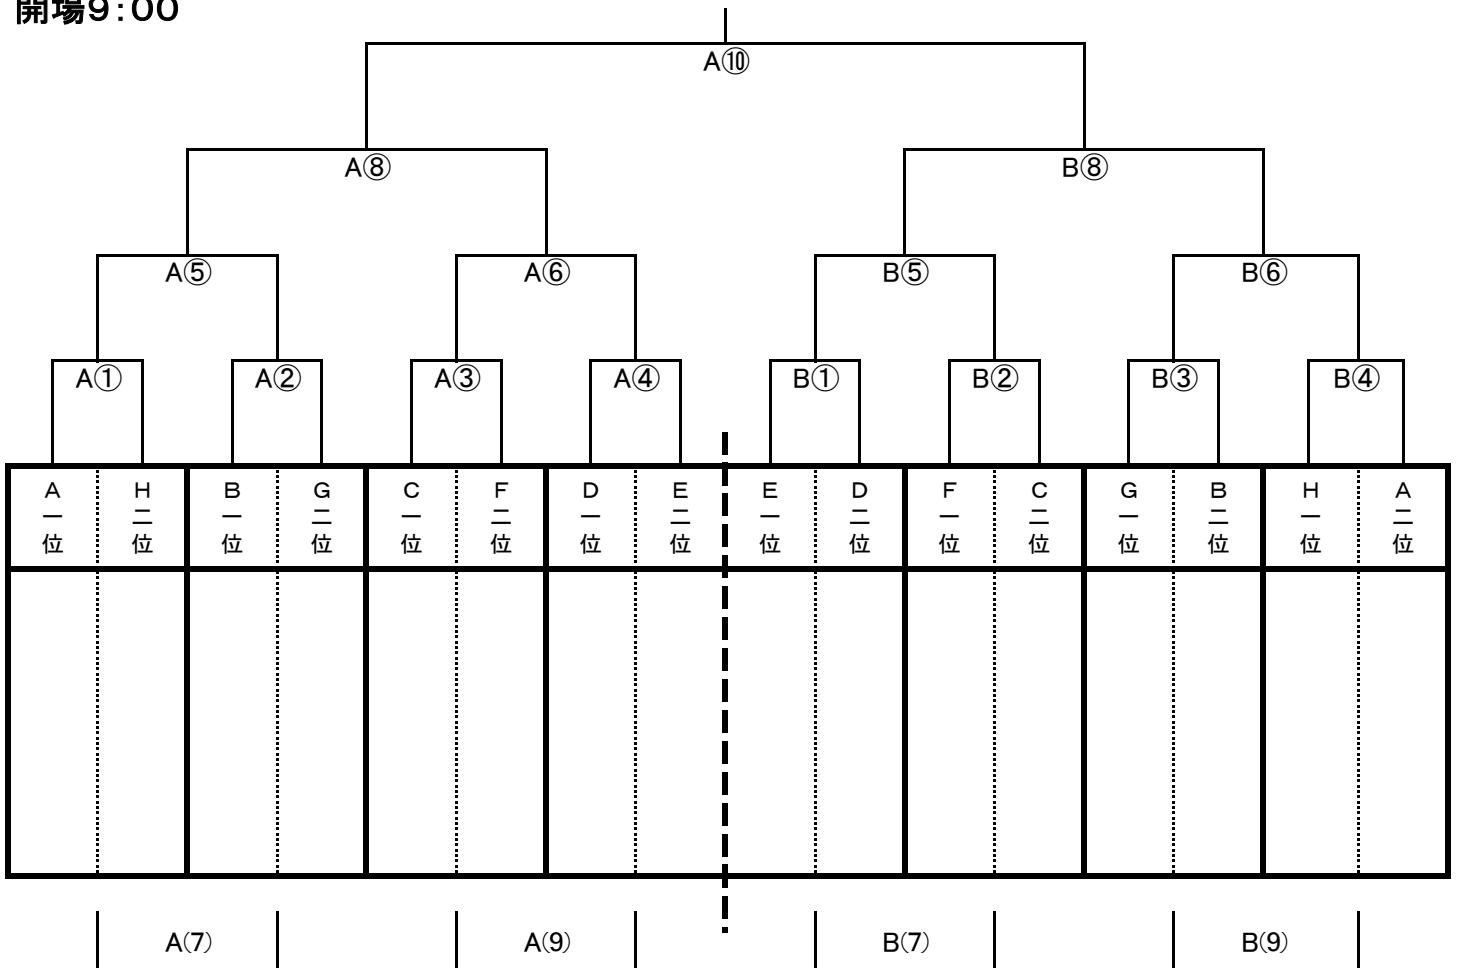 開場9:00
A⑩
A⑧ B⑧
A⑤ A⑥ B⑤ B⑥
A① A② A③ A④ B① B② B③ B④
A一位 H二位 B一位 G二位 C一位 F二位 D一位 E二位 E一位 D二位 F一位 C二位 G一位 B二位 H一位 A二位
A(7) A(9) B(7) B(9)